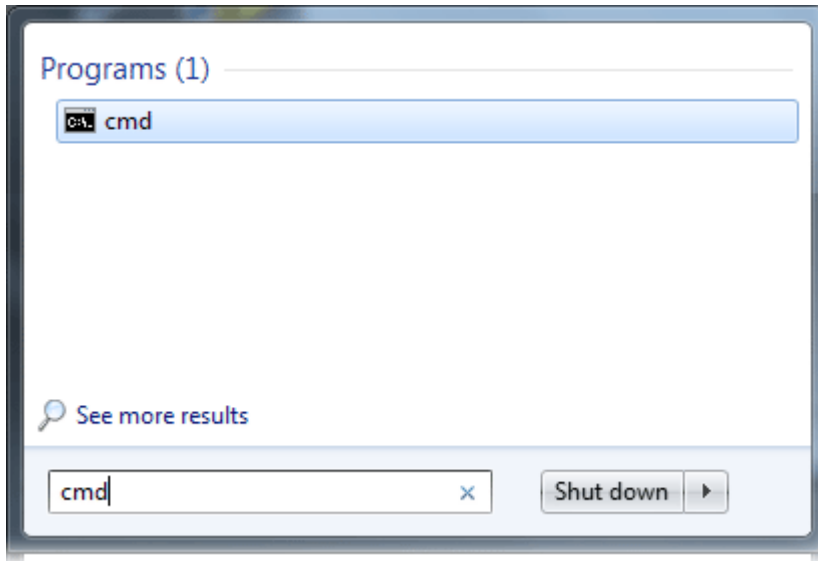 Programs (1)
C:\. cmd
See more results
cmd
Shut down